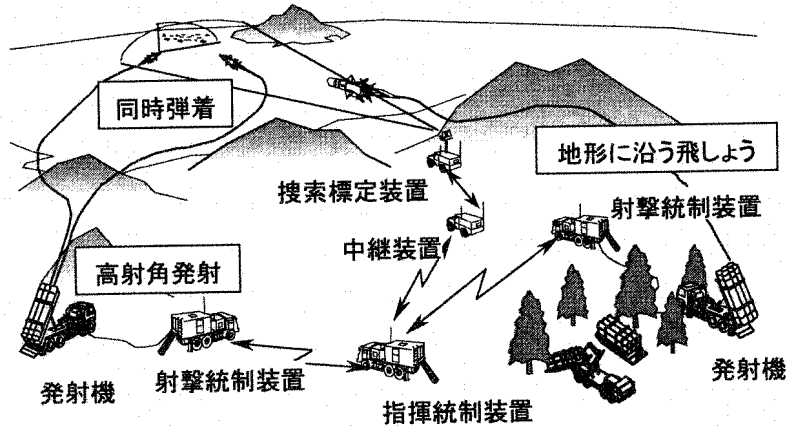 同時弾着
地形に沿う飛しょう
捜索標定装置
射撃統制装置
中継装置
高射角発射
発射機
射撃統制装置
発射機
指揮統制装置